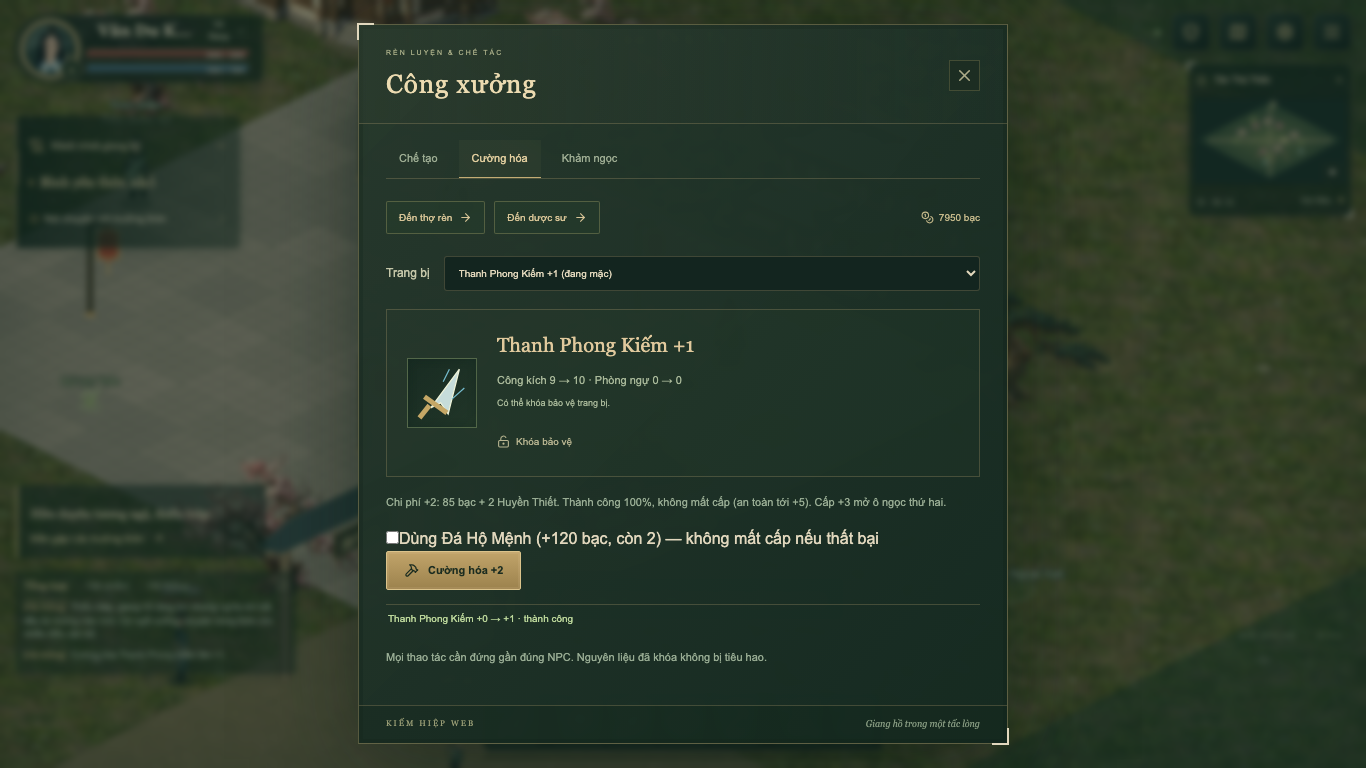 RÈN LUYỆN & CHẾ TÁC
Công xưởng
Chế tạo
Cường hóa
Khảm ngọc
Đến thợ rèn →
Đến dược sư →
7950 bạc
Trang bị
Thanh Phong Kiếm +1 (đang mặc)
Thanh Phong Kiếm +1
Công kích 9 → 10 · Phòng ngự 0 → 0
Có thể khóa bảo vệ trang bị.
Khóa bảo vệ
Chi phí +2: 85 bạc + 2 Huyền Thiết. Thành công 100%, không mất cấp (an toàn tới +5). Cấp +3 mở ô ngọc thứ hai.
Dùng Đá Hộ Mệnh (+120 bạc, còn 2) — không mất cấp nếu thất bại
Cường hóa +2
Thanh Phong Kiếm +0 → +1 · thành công
Mọi thao tác cần đứng gần đúng NPC. Nguyên liệu đã khóa không bị tiêu hao.
KIẾM HIỆP WEB
Giang hồ trong một tấc lòng